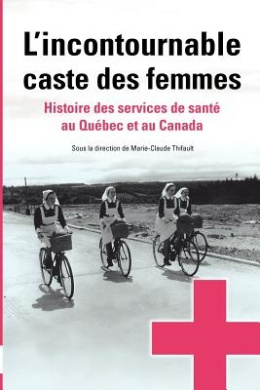 L'incontournable
caste des femmes
Histoire des services de santé
au Québec et au Canada
Sous la direction de Marie-Claude Thifault